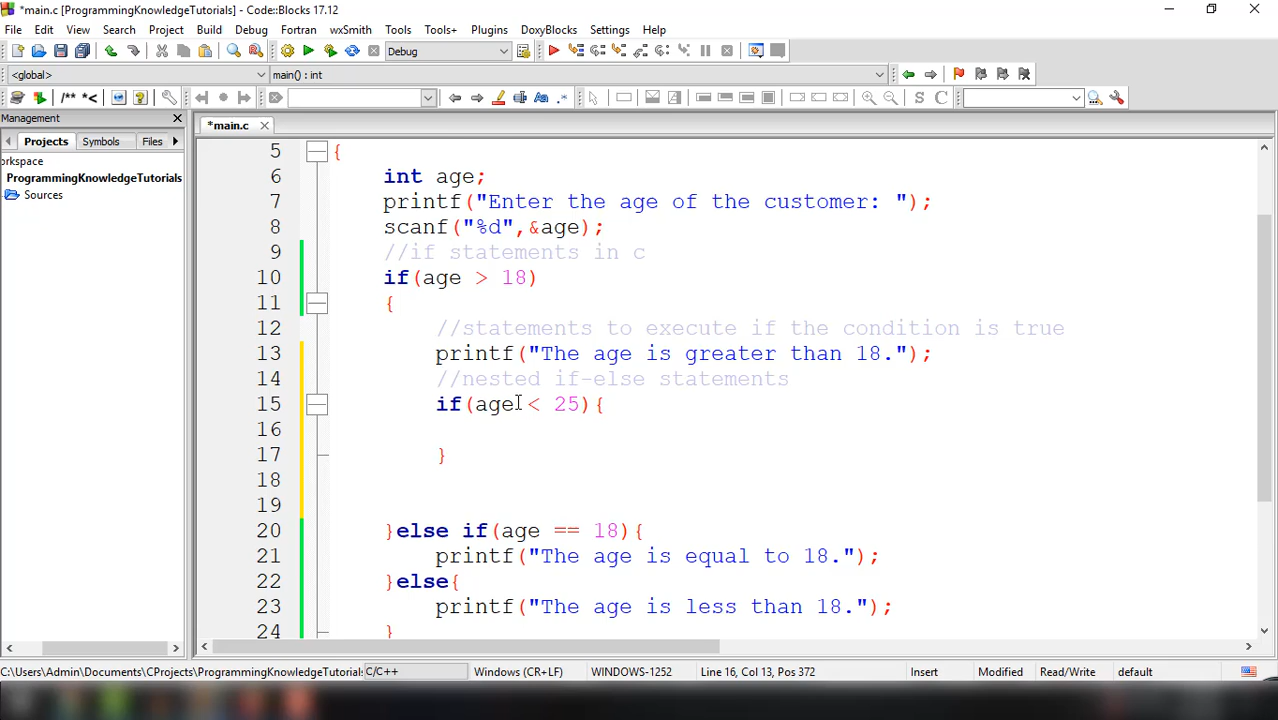 *main.c [ProgrammingKnowledgeTutorials] - Code::Blocks 17.12
File Edit View Search Project Build Debug Fortran wxSmith Tools Tools+ Plugins DoxyBlocks Settings Help
Debug
<global> main() : int
/** *<
Management
*main.c
Projects Symbols Files
orkspace
ProgrammingKnowledgeTutorials
Sources
5 {
6 int age;
7 printf("Enter the age of the customer: ");
8 scanf("%d",&age);
9 //if statements in c
10 if(age > 18)
11 {
12 //statements to execute if the condition is true
13 printf("The age is greater than 18.");
14 //nested if-else statements
15 if(age < 25){
16
17 }
18
19
20 }else if(age == 18){
21 printf("The age is equal to 18.");
22 }else{
23 printf("The age is less than 18.");
24 }
C:\Users\Admin\Documents\CProjects\ProgrammingKnowledgeTutorials C/C++ Windows (CR+LF) WINDOWS-1252 Line 16, Col 13, Pos 372 Insert Modified Read/Write default